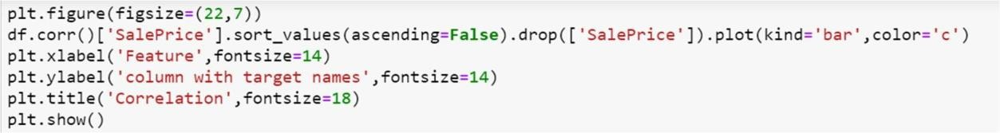 plt.figure(figsize=(22,7))
df.corr()['SalePrice'].sort_values(ascending=False).drop(['SalePrice']).plot(kind='bar',color='c')
plt.xlabel('Feature',fontsize=14)
plt.ylabel('column with target names',fontsize=14)
plt.title('Correlation',fontsize=18)
plt.show()